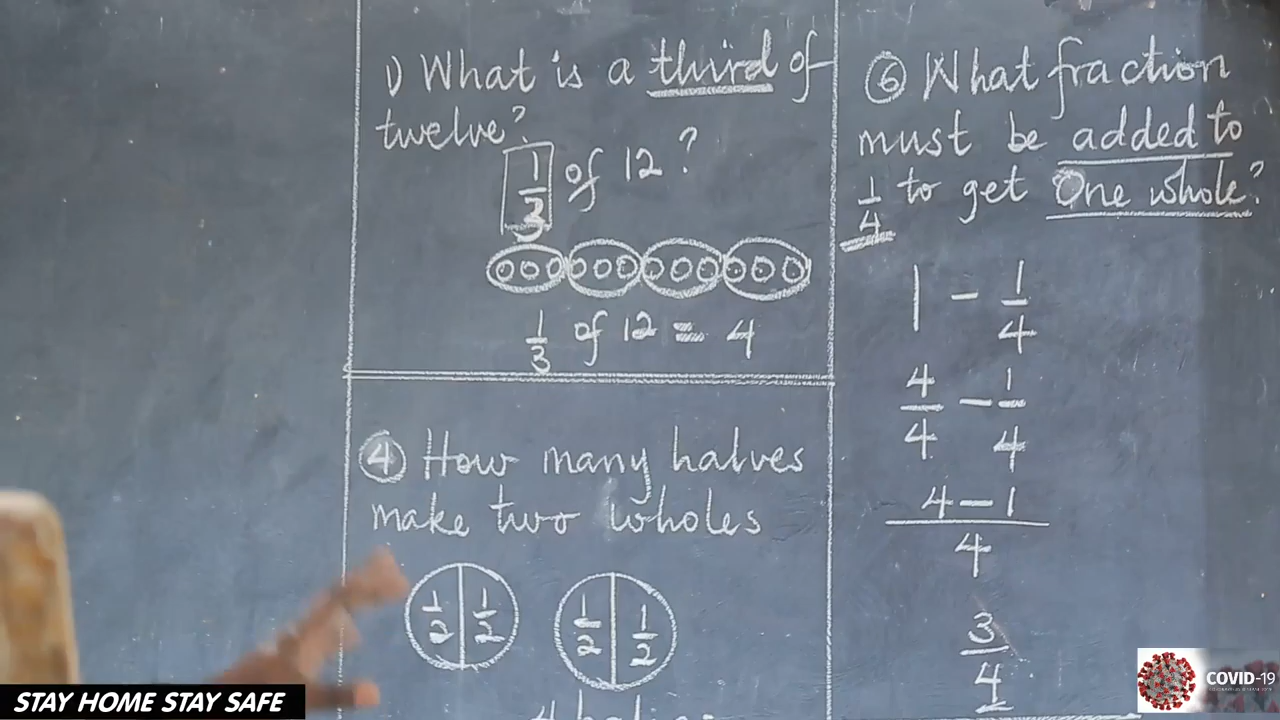 1) What is a third of
twelve?
1/3 of 12?
1/3 of 12 = 4
④ How many halves
make two wholes
1/2 1/2 1/2 1/2
⑥ What fraction
must be added to
1/4 to get One whole?
1 - 1/4
4/4 - 1/4
4-1
4
3/4
STAY HOME STAY SAFE
COVID-19